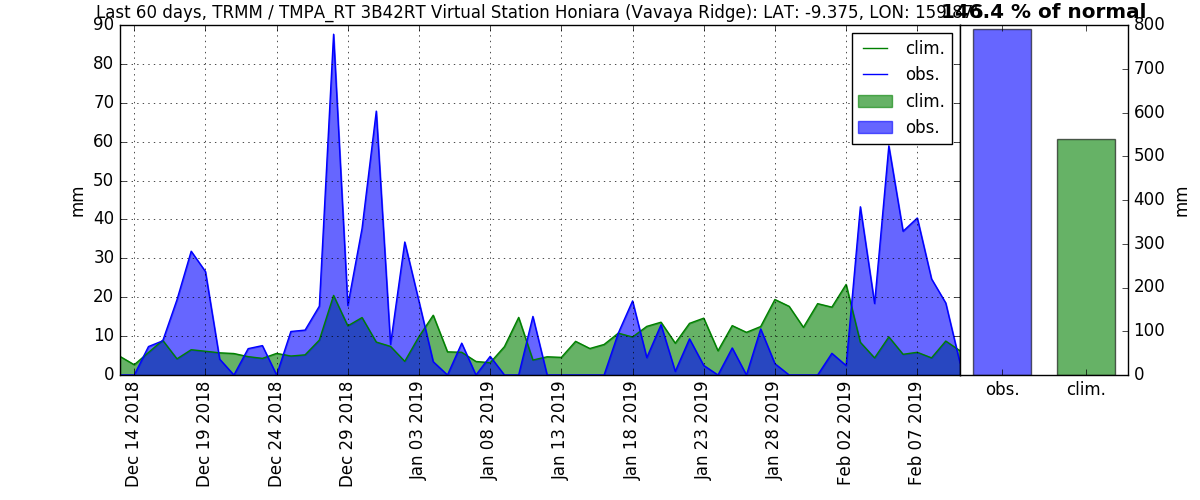 Last 60 days, TRMM / TMPA_RT 3B42RT Virtual Station Honiara (Vavaya Ridge): LAT: -9.375, LON: 159.875
146.4 % of normal
90
80
70
60
50
40
30
20
10
0
mm
clim.
obs.
clim.
obs.
800
700
600
500
400
300
200
100
0
mm
Dec 14 2018
Dec 19 2018
Dec 24 2018
Dec 29 2018
Jan 03 2019
Jan 08 2019
Jan 13 2019
Jan 18 2019
Jan 23 2019
Jan 28 2019
Feb 02 2019
Feb 07 2019
obs.
clim.